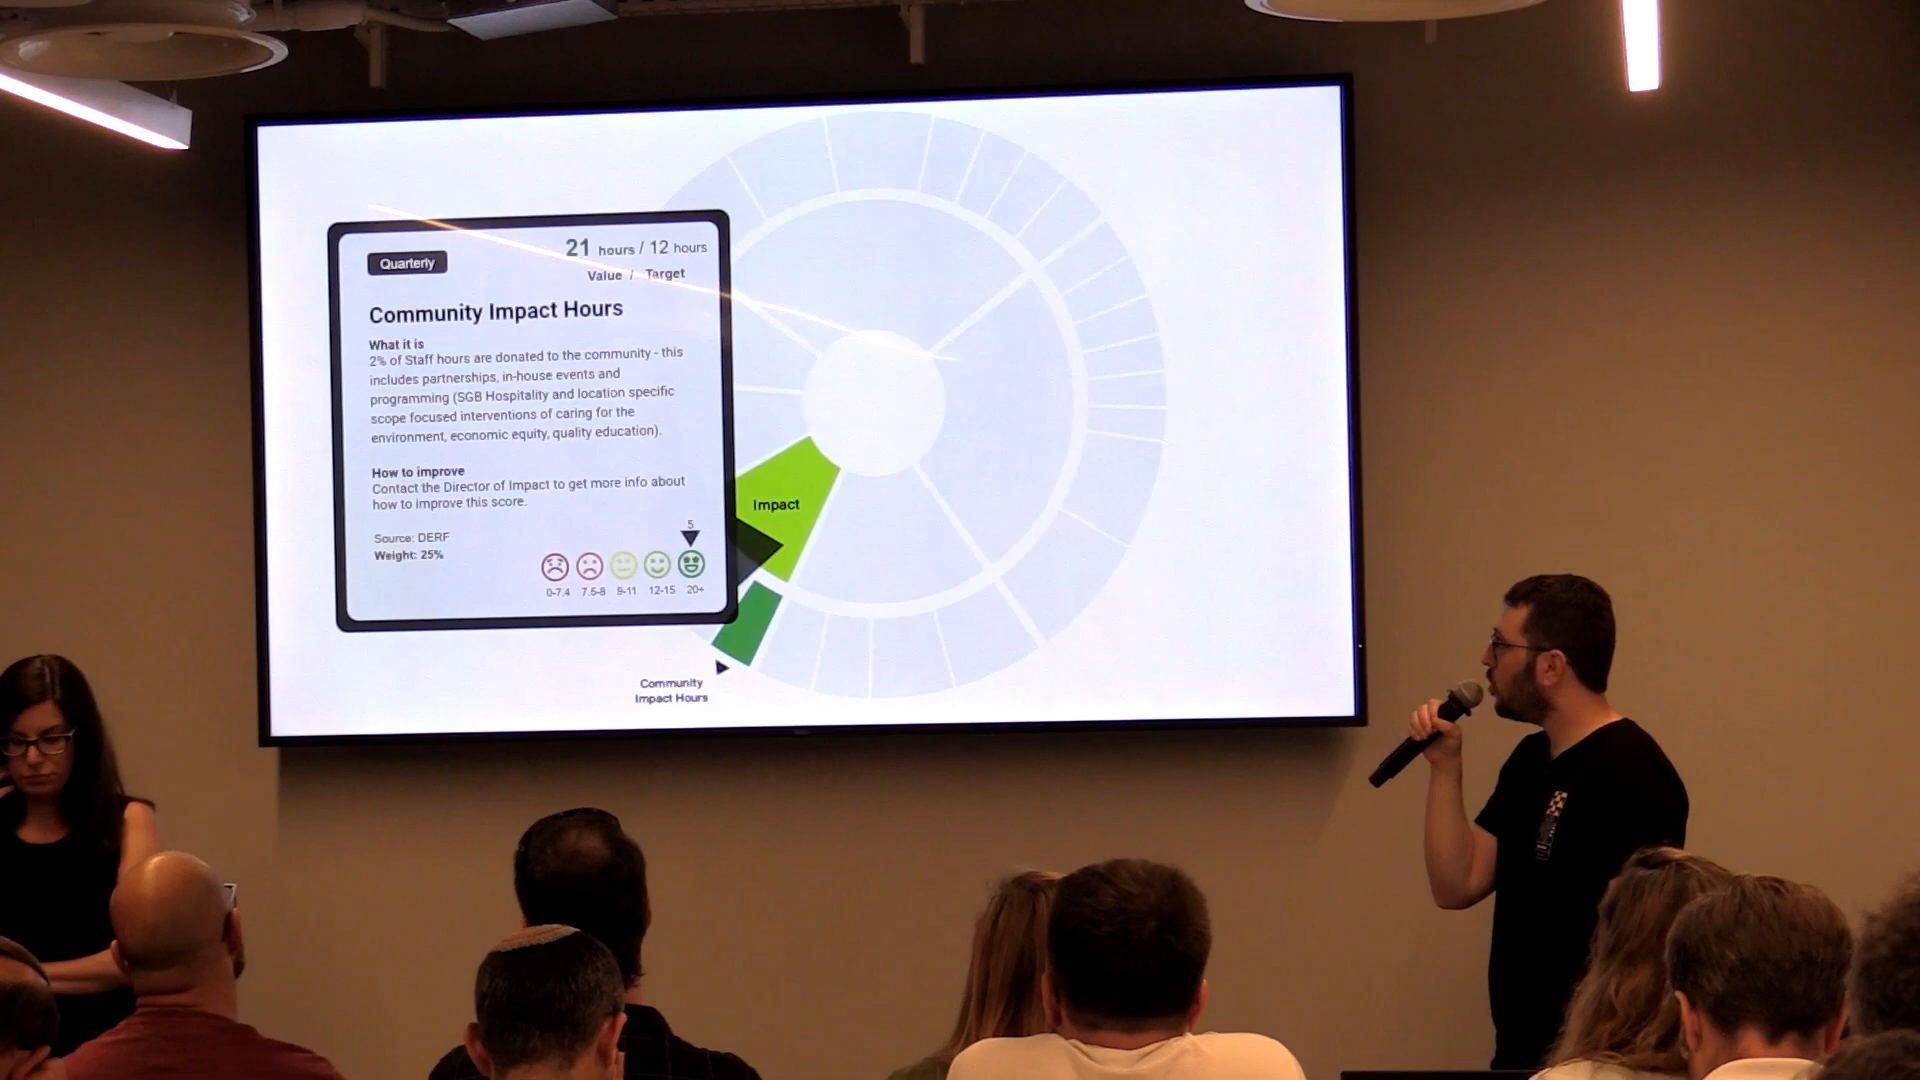 Quarterly
21 hours / 12 hours
Value / Target
Community Impact Hours
What it is
2% of Staff hours are donated to the community - this
includes partnerships, in-house events and
programming (SGB Hospitality and location specific
scope focused interventions of caring for the
environment, economic equity, quality education).
How to improve
Contact the Director of Impact to get more info about
how to improve this score.
Source: DERF
Weight: 25%
5
0-7.4 7.5-8 9-11 12-15 20+
Impact
Community
Impact Hours